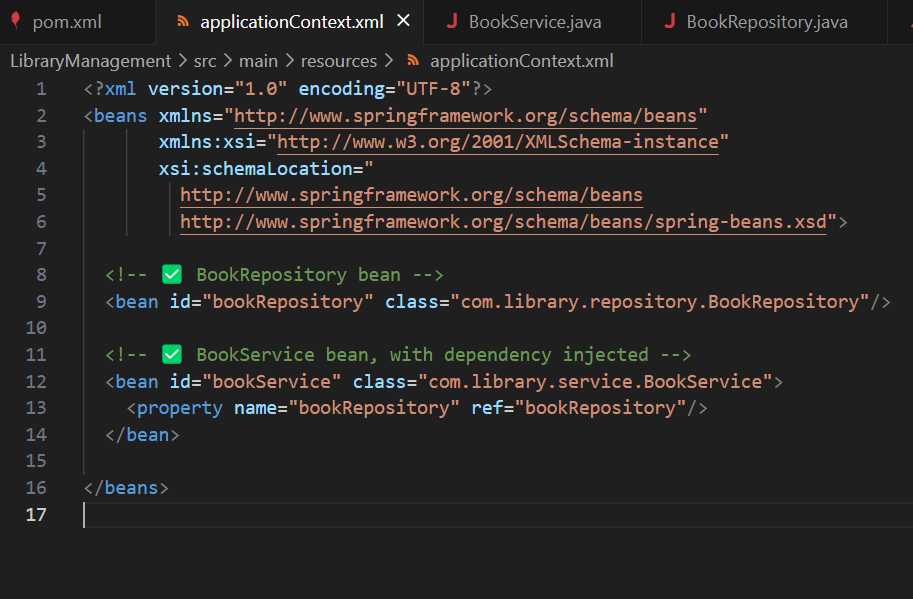 pom.xml applicationContext.xml BookService.java BookRepository.java
LibraryManagement > src > main > resources > applicationContext.xml
1 <?xml version="1.0" encoding="UTF-8"?>
2 <beans xmlns="http://www.springframework.org/schema/beans"
3 xmlns:xsi="http://www.w3.org/2001/XMLSchema-instance"
4 xsi:schemaLocation="
5 http://www.springframework.org/schema/beans
6 http://www.springframework.org/schema/beans/spring-beans.xsd">
7
8 <!-- ✅ BookRepository bean -->
9 <bean id="bookRepository" class="com.library.repository.BookRepository"/>
10
11 <!-- ✅ BookService bean, with dependency injected -->
12 <bean id="bookService" class="com.library.service.BookService">
13 <property name="bookRepository" ref="bookRepository"/>
14 </bean>
15
16 </beans>
17